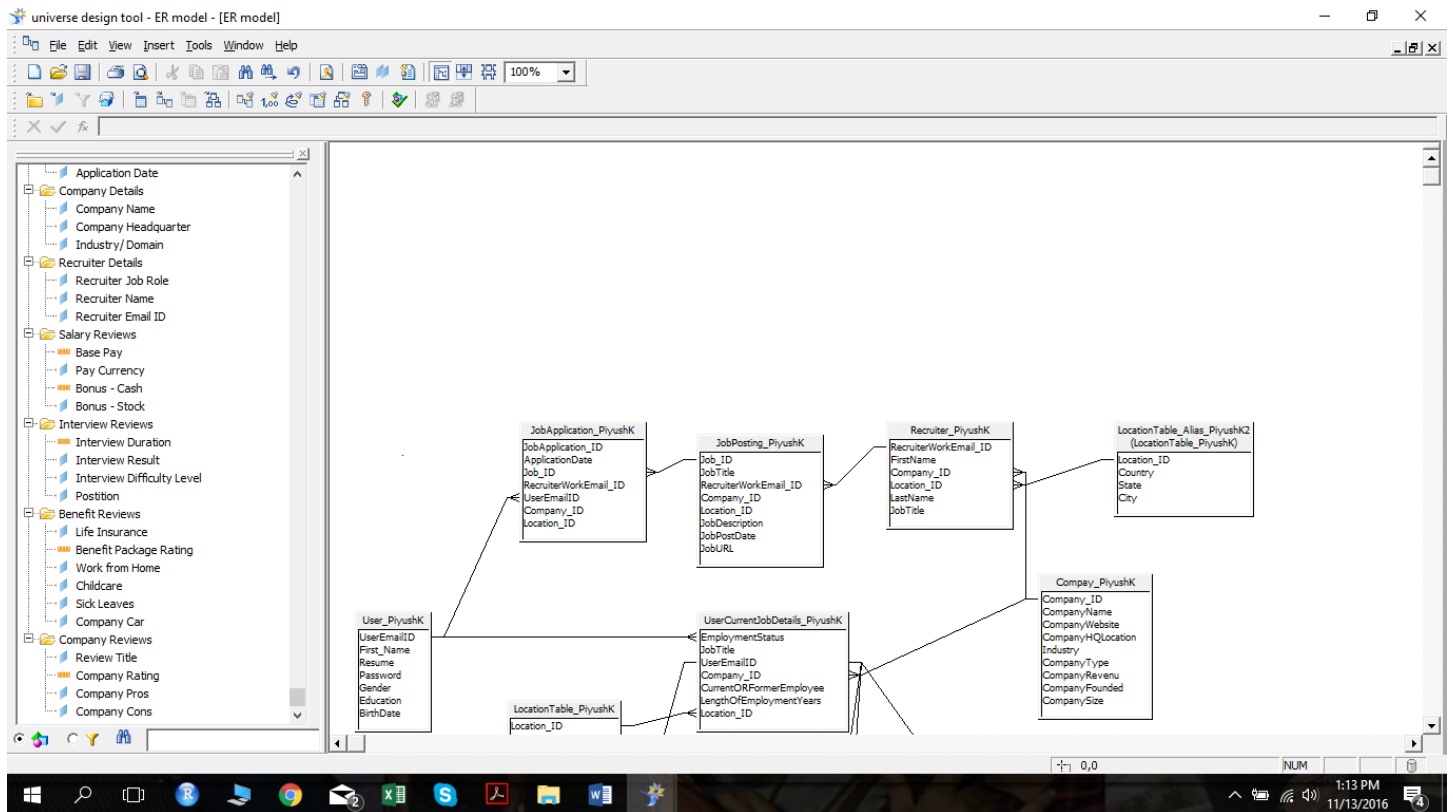 universe design tool - ER model - [ER model]
File Edit View Insert Tools Window Help
100%
Application Date
Company Details
Company Name
Company Headquarter
Industry/ Domain
Recruiter Details
Recruiter Job Role
Recruiter Name
Recruiter Email ID
Salary Reviews
Base Pay
Pay Currency
Bonus - Cash
Bonus - Stock
Interview Reviews
Interview Duration
Interview Result
Interview Difficulty Level
Postition
Benefit Reviews
Life Insurance
Benefit Package Rating
Work from Home
Childcare
Sick Leaves
Company Car
Company Reviews
Review Title
Company Rating
Company Pros
Company Cons
JobApplication_PiyushK
JobApplication_ID
ApplicationDate
Job_ID
RecruiterWorkEmail_ID
UserEmailID
Company_ID
Location_ID
JobPosting_PiyushK
Job_ID
JobTitle
RecruiterWorkEmail_ID
Company_ID
Location_ID
JobDescription
JobPostDate
JobURL
Recruiter_PiyushK
RecruiterWorkEmail_ID
FirstName
Company_ID
Location_ID
LastName
JobTitle
LocationTable_Alias_PiyushK2
(LocationTable_PiyushK)
Location_ID
Country
State
City
User_PiyushK
UserEmailID
First_Name
Resume
Password
Gender
Education
BirthDate
LocationTable_PiyushK
Location_ID
UserCurrentJobDetails_PiyushK
EmploymentStatus
JobTitle
UserEmailID
Company_ID
CurrentORFormerEmployee
LengthOfEmploymentYears
Location_ID
Compay_PiyushK
Company_ID
CompanyName
CompanyWebsite
CompanyHQLocation
Industry
CompanyType
CompanyRevenu
CompanyFounded
CompanySize
0,0
NUM
1:13 PM
11/13/2016